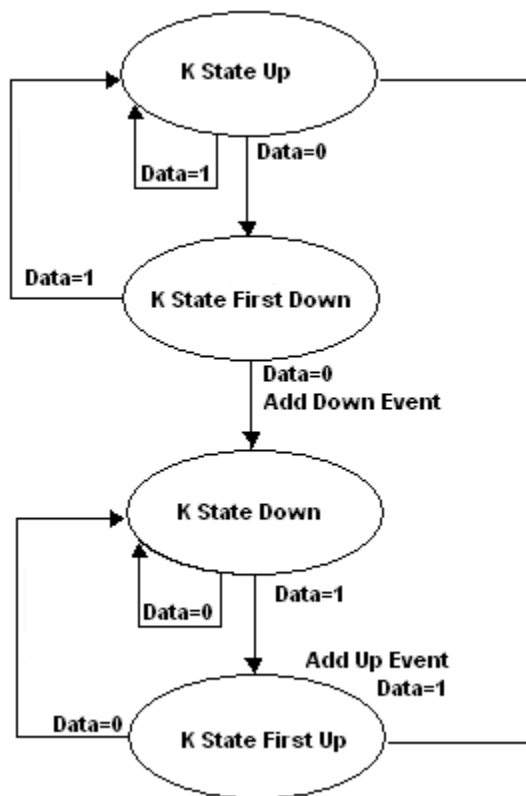 K State Up
Data=1
Data=0
Data=1
K State First Down
Data=0
Add Down Event
K State Down
Data=0
Data=1
Add Up Event
Data=1
Data=0
K State First Up